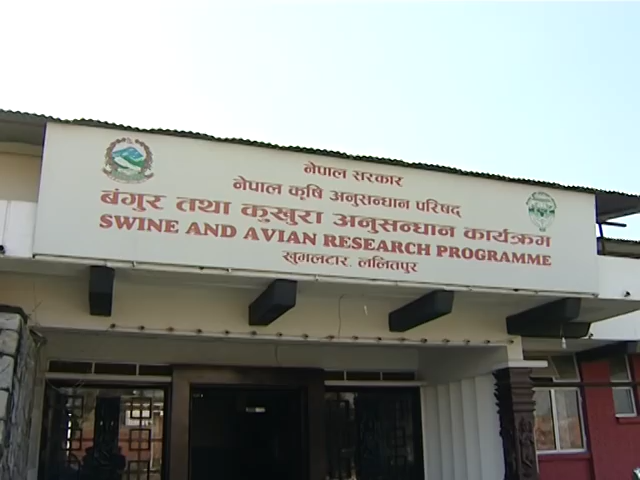 नेपाल सरकार
नेपाल कृषि अनुसन्धान परिषद्
बंगुर तथा कुखुरा अनुसन्धान कार्यक्रम
SWINE AND AVIAN RESEARCH PROGRAMME
खुमलटार, ललितपुर